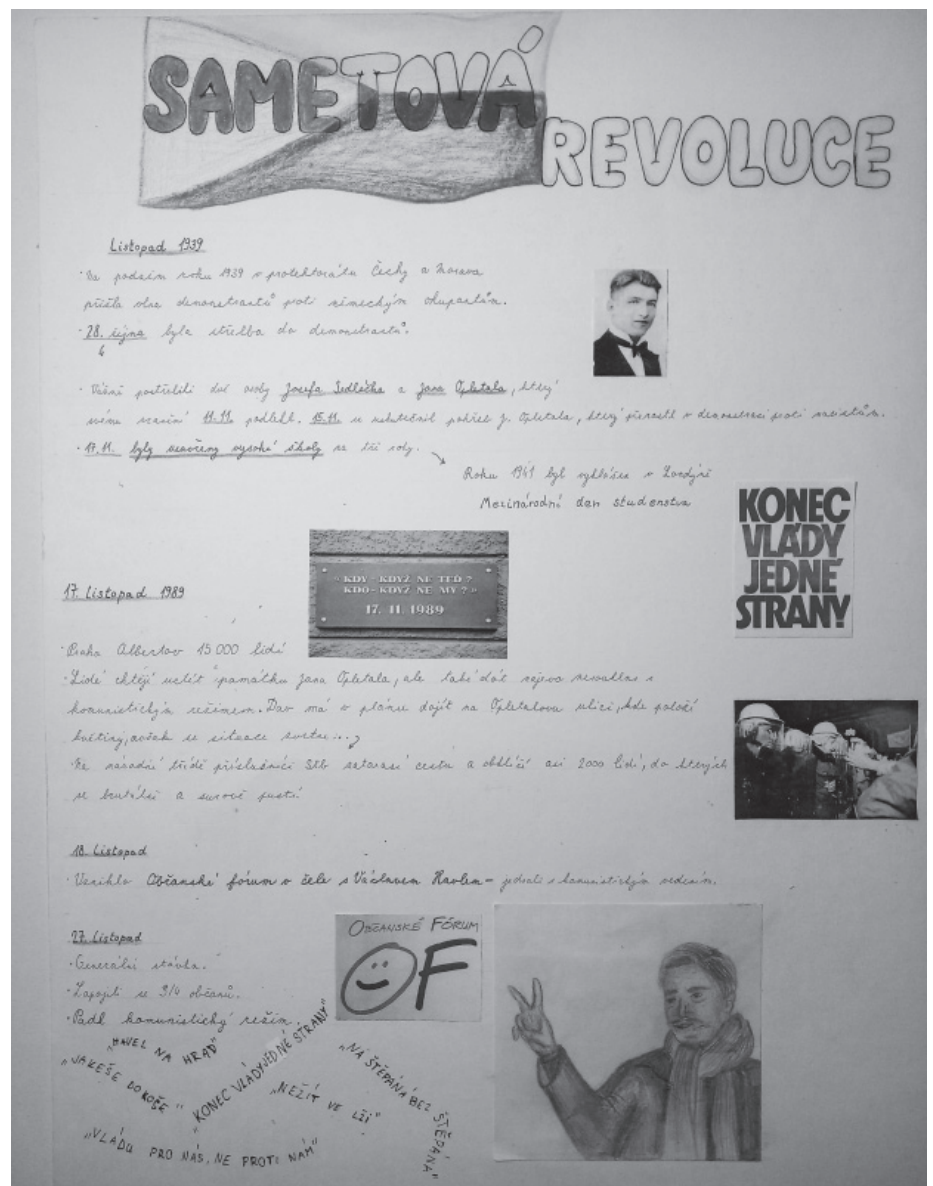 SAMETOVÁ
REVOLUCE
Listopad 1939
· Na podzim roku 1939 v protektorátu Čechy a Morava
přišla vlna demonstrantů proti německým okupantům.
· 28. října byla střelba do demonstrantů.
· Vážně postřelili dvě osoby Josefa Sedláčka a Jana Opletala, který
svému zranění 11.11. podlehl. 15.11. se uskutečnil pohřeb J. Opletala, který přerostl v demonstraci proti nacistům.
· 17.11. byly uzavřeny vysoké školy na tři roky.
Roku 1941 byl vyhlášen v Londýně
Mezinárodní den studenstva
KONEC
VLÁDY
JEDNÉ
STRANY
« KDY - KDYŽ NE TEĎ ?
KDO - KDYŽ NE MY ? »
17. 11. 1989
17. Listopad 1989
· Praha Albertov 15 000 lidí
· Lidé chtějí uctít památku Jana Opletala, ale také dát najevo nesouhlas s
komunistickým režimem. Dav má v plánu dojít na Opletalovu ulici, kde položí
květiny, avšak se situace zvrtne...
· Na národní třídě příslušníci Stb zatarasí cestu a obklíčí asi 2000 lidí, do kterých
se brutálně a surově pustí
18. Listopad
· Vzniklo Občanské fórum v čele s Václavem Havlem - jednali s komunistickým vedením.
27. Listopad
· Generální stávka.
· Zapojili se 3/4 občanů.
· Padl komunistický režim.
OBČANSKÉ FÓRUM
OF
„HAVEL NA HRAD"
„JAKEŠE DO KOŠE"
„KONEC VLÁDY JEDNÉ STRANY"
„NEŽÍT VE LŽI"
„NA ŠTĚPÁNA BEZ ŠTĚPÁNA"
„VLÁDU PRO NÁS, NE PROTI NÁM"